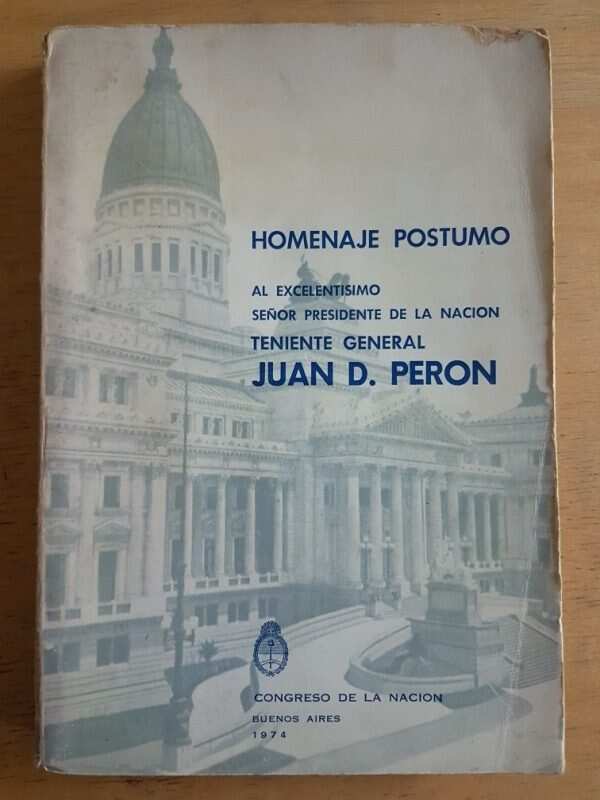 HOMENAJE POSTUMO
AL EXCELENTISIMO
SEÑOR PRESIDENTE DE LA NACION
TENIENTE GENERAL
JUAN D. PERON
CONGRESO DE LA NACION
BUENOS AIRES
1974